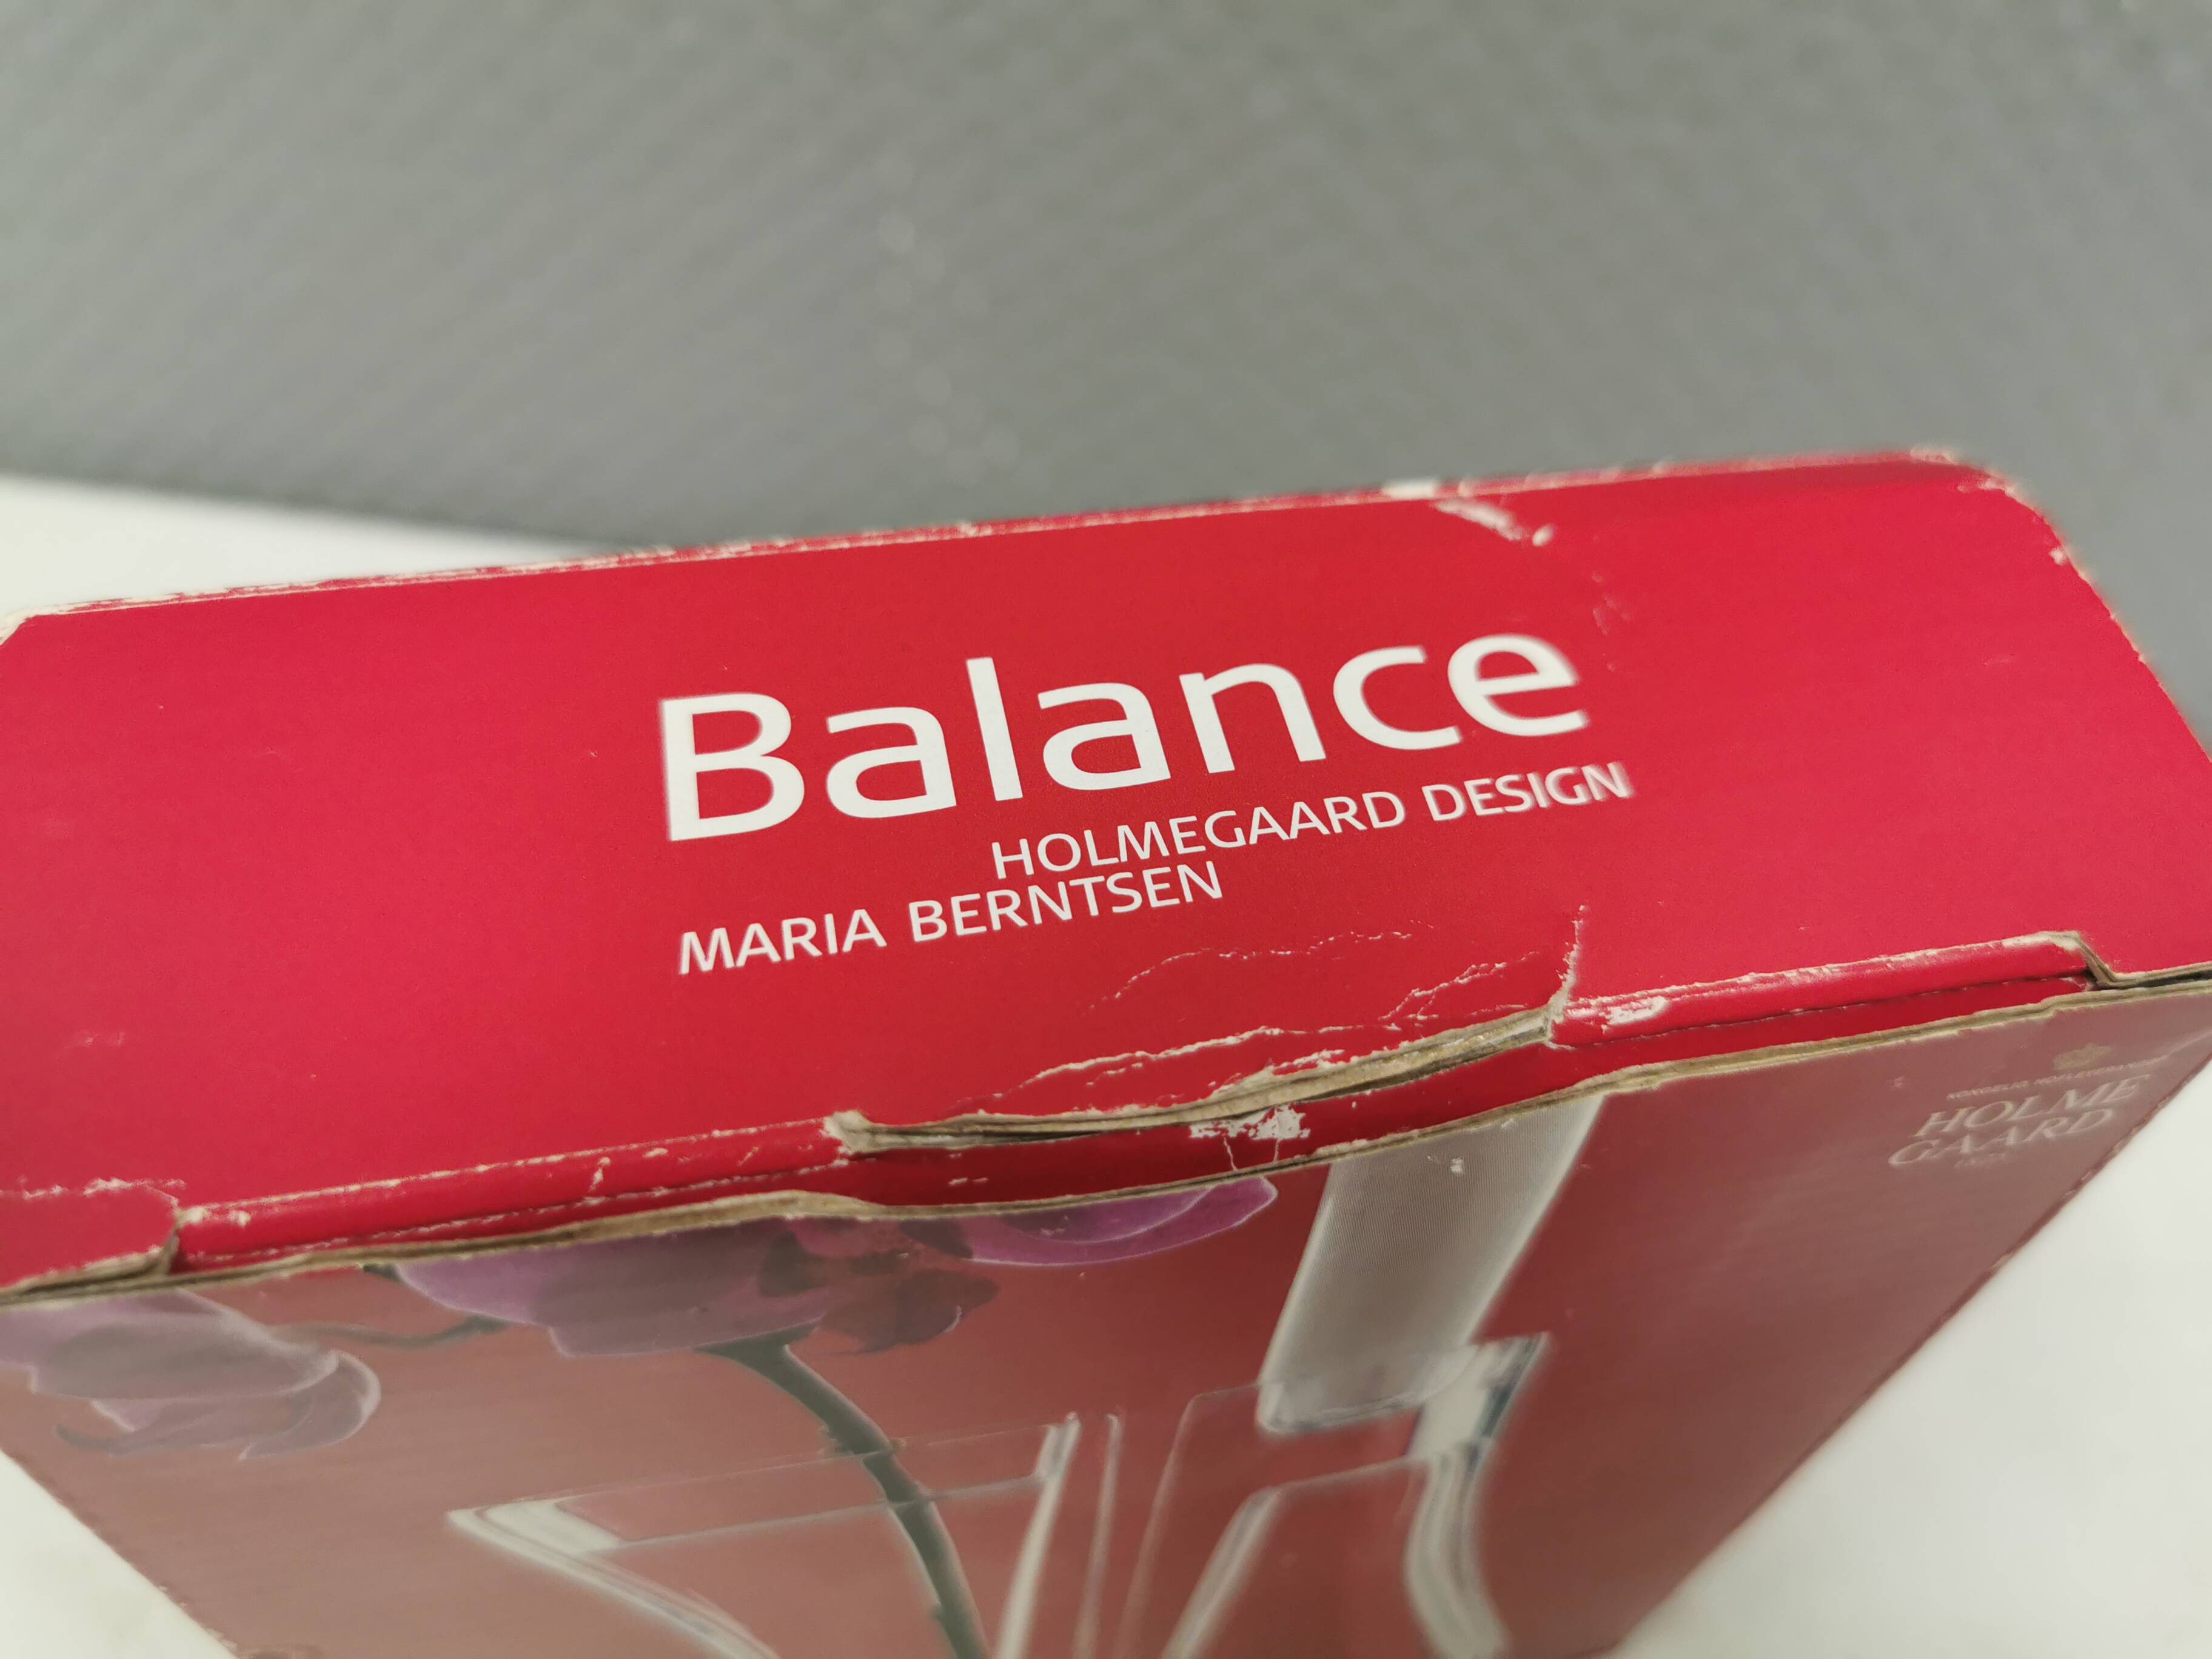 Balance
HOLMEGAARD DESIGN
MARIA BERNTSEN
HOLME
GAARD